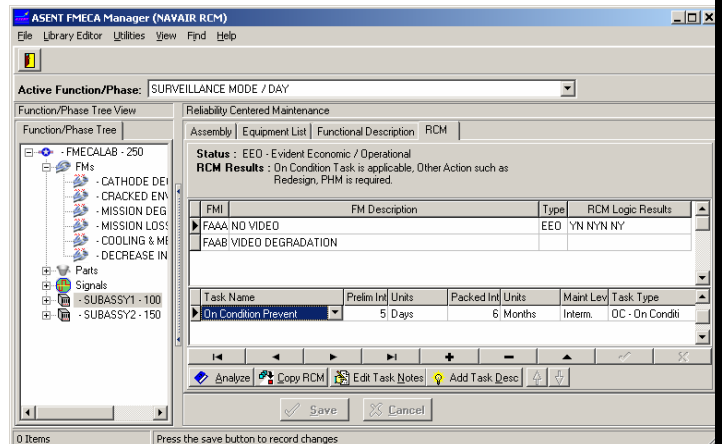 ASENT FMECA Manager (NAVAIR RCM)
File Library Editor Utilities View Find Help
Active Function/Phase: SURVEILLANCE MODE / DAY
Function/Phase Tree View
Reliability Centered Maintenance
Function/Phase Tree
Assembly Equipment List Functional Description RCM
- FMECALAB - 250
FMs
- CATHODE DE
- CRACKED EN
- MISSION DEG
- MISSION LOS
- COOLING & M
- DECREASE IN
Parts
Signals
- SUBASSY1 - 100
- SUBASSY2 - 150
Status : EEO - Evident Economic / Operational
RCM Results : On Condition Task is applicable, Other Action such as
Redesign, PHM is required.
FMI FM Description Type RCM Logic Results
FAAA NO VIDEO EEO YN NYN NY
FAAB VIDEO DEGRADATION
Task Name Prelim Int Units Packed Int Units Maint Lev Task Type
On Condition Prevent 5 Days 6 Months Interm. OC - On Conditi
Analyze Copy RCM Edit Task Notes Add Task Desc
Save Cancel
0 Items Press the save button to record changes